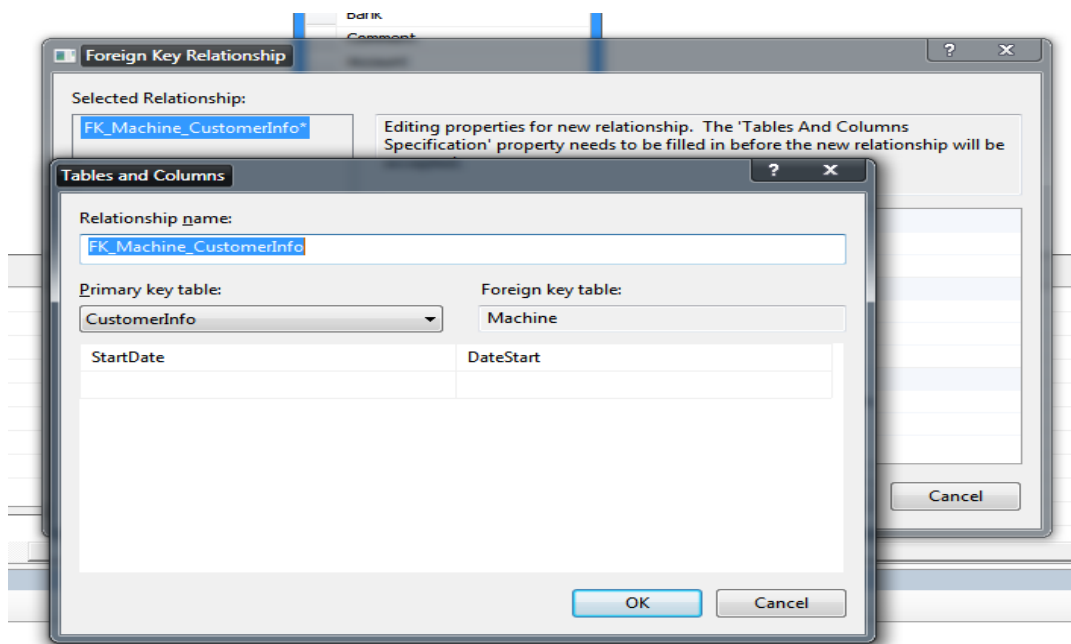 Bank
Comment
Foreign Key Relationship
? X
Selected Relationship:
FK_Machine_CustomerInfo*
Editing properties for new relationship. The 'Tables And Columns
Specification' property needs to be filled in before the new relationship will be
Tables and Columns
? X
Relationship name:
FK_Machine_CustomerInfo
Primary key table:
Foreign key table:
CustomerInfo
Machine
StartDate
DateStart
Cancel
OK
Cancel